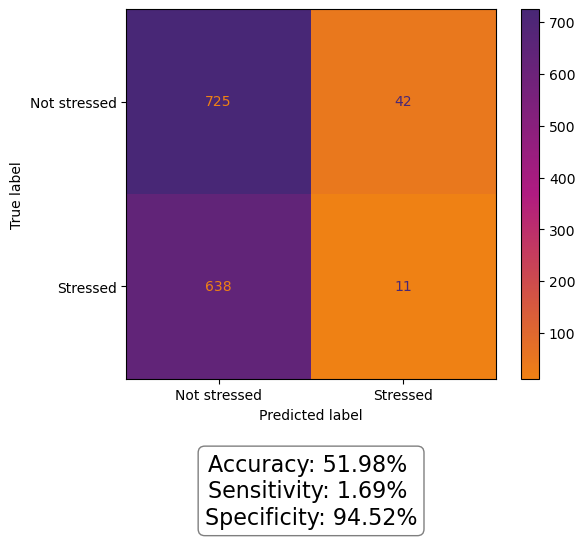 True label
Not stressed
725
42
Stressed
638
11
Not stressed
Stressed
Predicted label
700
600
500
400
300
200
100
Accuracy: 51.98%
Sensitivity: 1.69%
Specificity: 94.52%